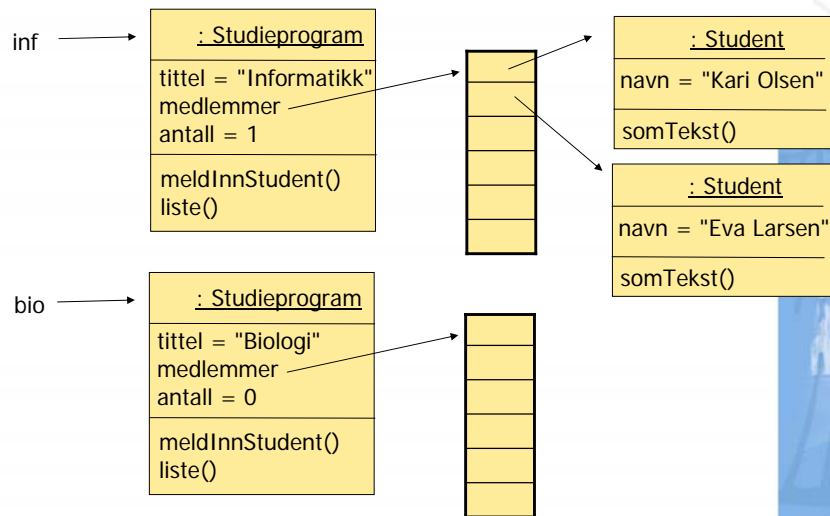 inf
: Studieprogram
tittel = "Informatikk"
medlemmer
antall = 1
meldInnStudent()
liste()
: Student
navn = "Kari Olsen"
somTekst()
: Student
navn = "Eva Larsen"
somTekst()
bio
: Studieprogram
tittel = "Biologi"
medlemmer
antall = 0
meldInnStudent()
liste()